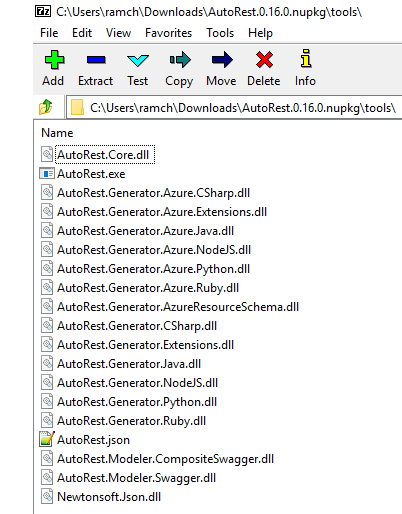 7z C:\Users\ramch\Downloads\AutoRest.0.16.0.nupkg\tools\
File Edit View Favorites Tools Help
Add Extract Test Copy Move Delete Info
C:\Users\ramch\Downloads\AutoRest.0.16.0.nupkg\tools\
Name
AutoRest.Core.dll
AutoRest.exe
AutoRest.Generator.Azure.CSharp.dll
AutoRest.Generator.Azure.Extensions.dll
AutoRest.Generator.Azure.Java.dll
AutoRest.Generator.Azure.NodeJS.dll
AutoRest.Generator.Azure.Python.dll
AutoRest.Generator.Azure.Ruby.dll
AutoRest.Generator.AzureResourceSchema.dll
AutoRest.Generator.CSharp.dll
AutoRest.Generator.Extensions.dll
AutoRest.Generator.Java.dll
AutoRest.Generator.NodeJS.dll
AutoRest.Generator.Python.dll
AutoRest.Generator.Ruby.dll
AutoRest.json
AutoRest.Modeler.CompositeSwagger.dll
AutoRest.Modeler.Swagger.dll
Newtonsoft.Json.dll